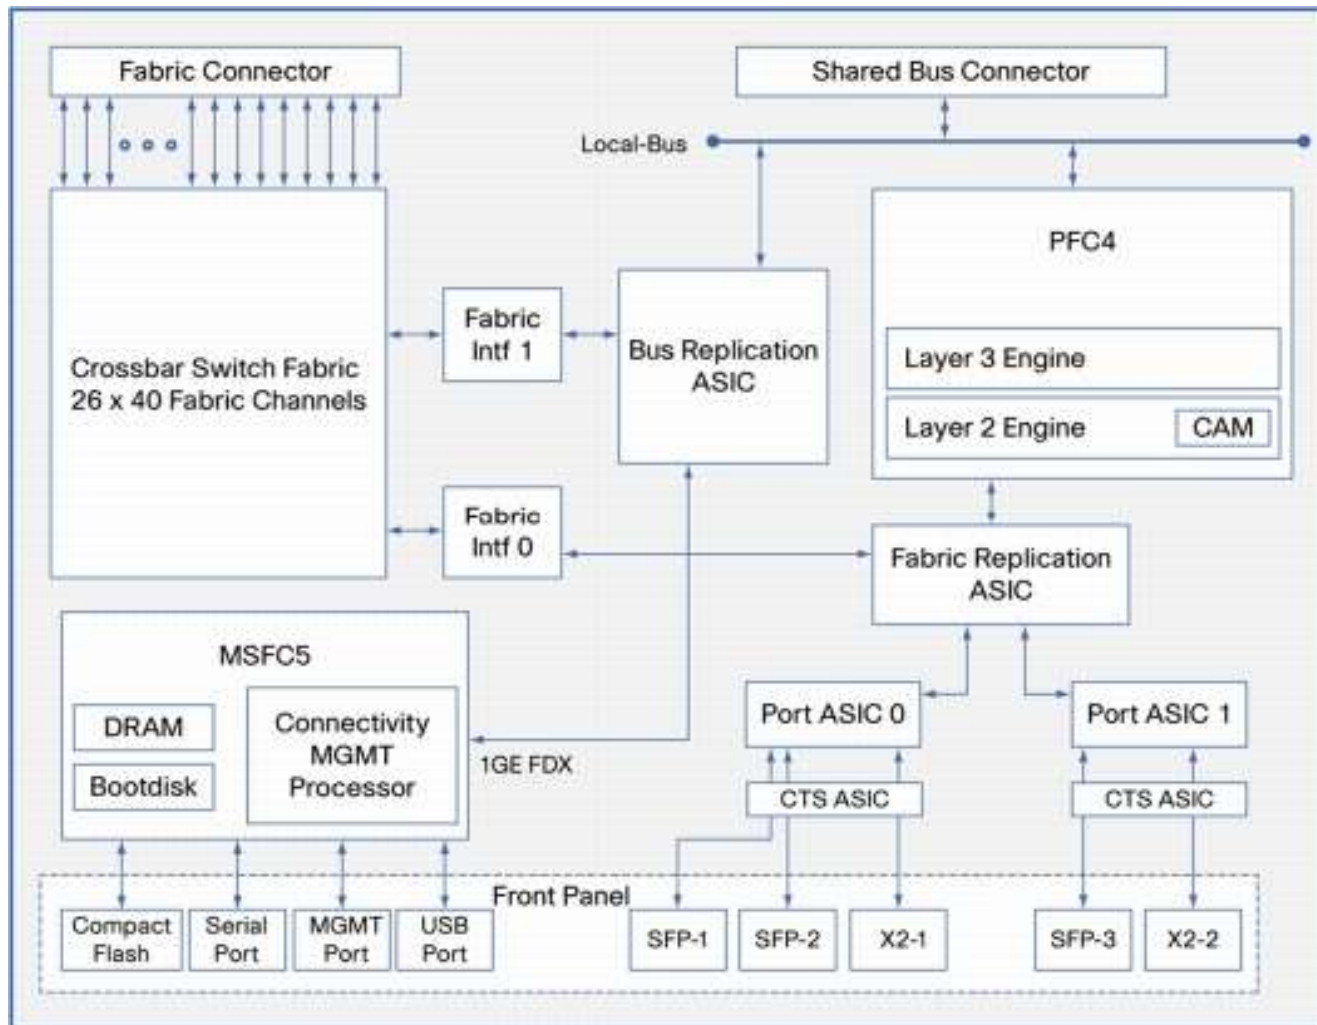 Fabric Connector
Shared Bus Connector
Local-Bus
PFC4
Layer 3 Engine
Layer 2 Engine
CAM
Crossbar Switch Fabric
26 x 40 Fabric Channels
Fabric
Intf 1
Bus Replication
ASIC
Fabric
Intf 0
Fabric Replication
ASIC
MSFC5
DRAM
Bootdisk
Connectivity
MGMT
Processor
1GE FDX
Port ASIC 0
Port ASIC 1
CTS ASIC
CTS ASIC
Front Panel
Compact
Flash
Serial
Port
MGMT
Port
USB
Port
SFP-1
SFP-2
X2-1
SFP-3
X2-2